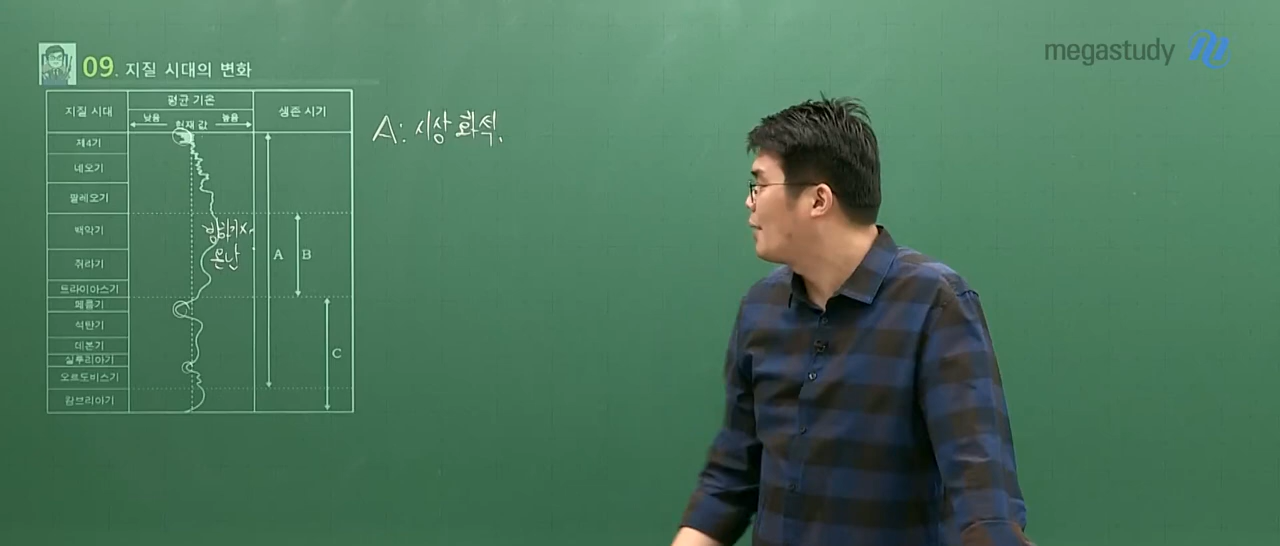 megastudy
09. 지질 시대의 변화
지질 시대
평균 기온
생존 시기
낮음
현재 값
높음
A: 시상 화석.
제4기
네오기
팔레오기
백악기
빙하기X.
쥐라기
온난
A
B
트라이아스기
페름기
석탄기
데본기
C
실루리아기
오르도비스기
캄브리아기